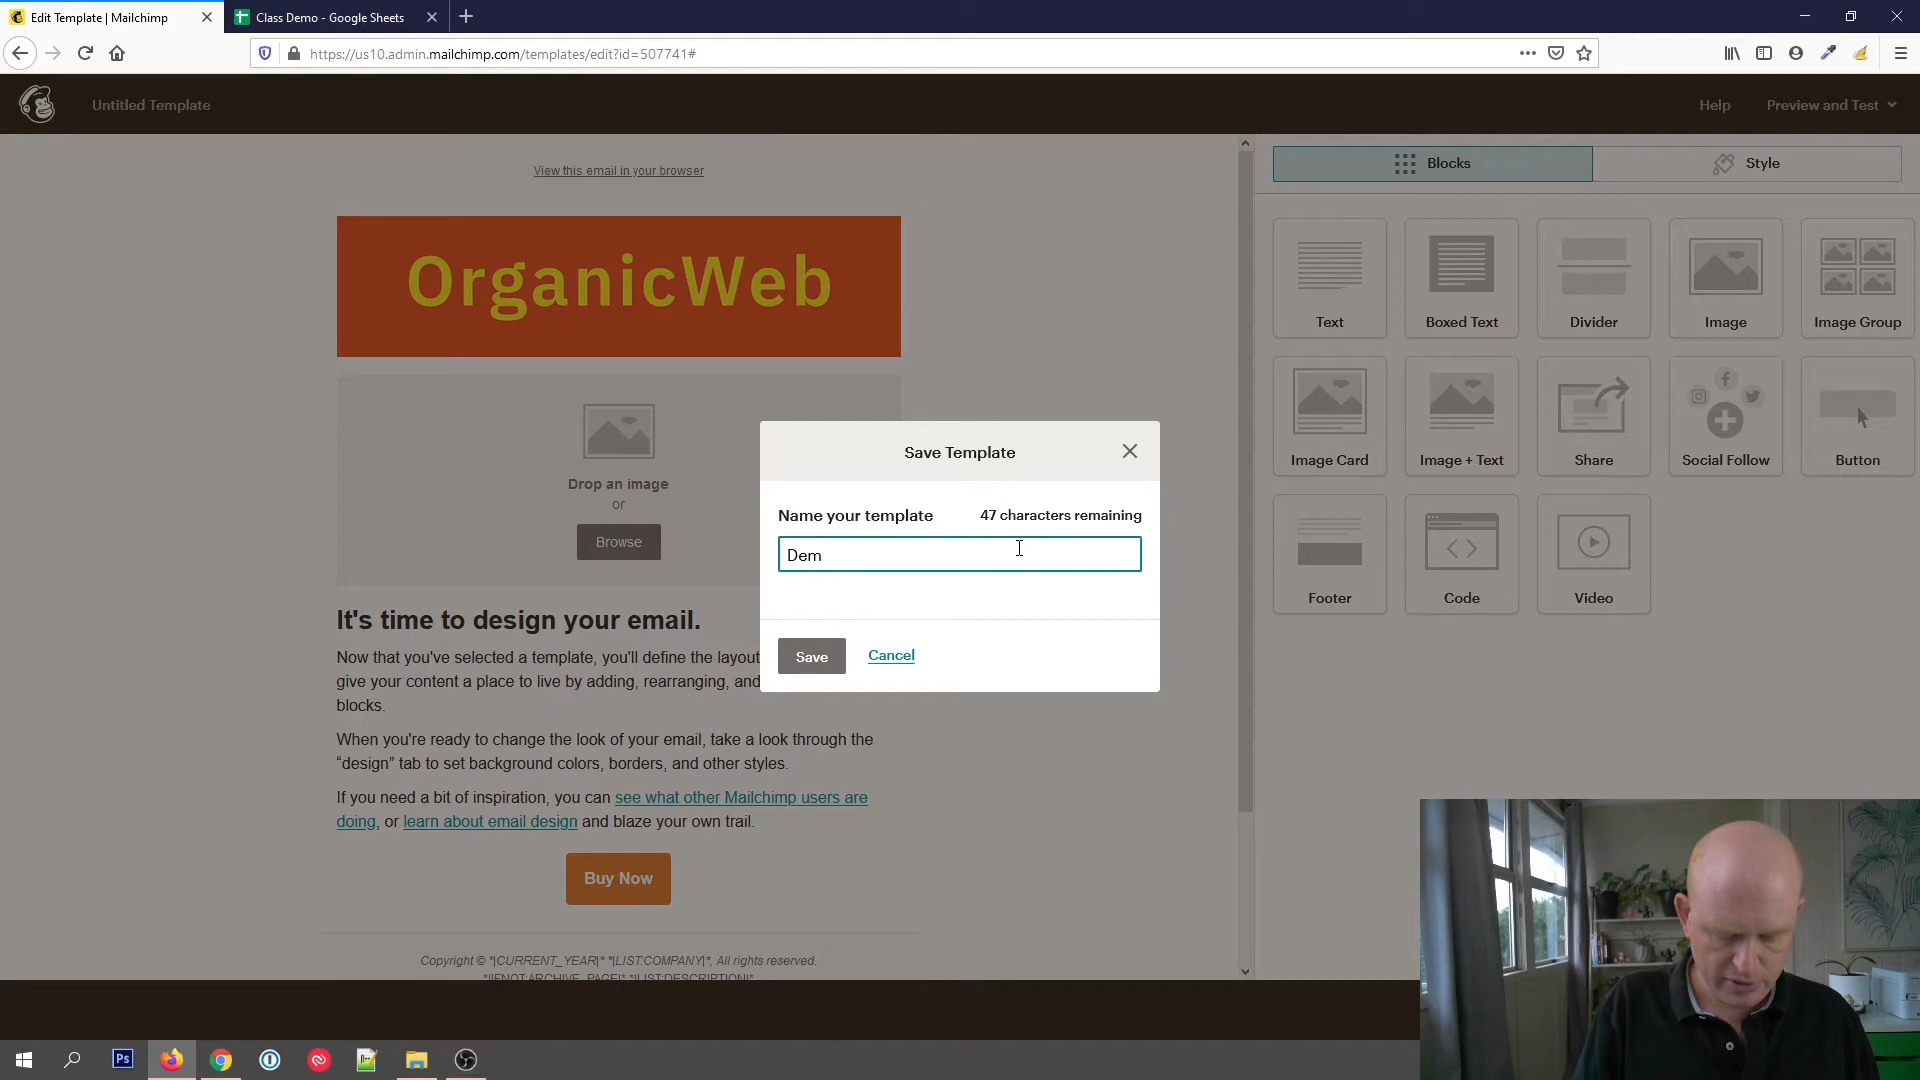 Edit Template | Mailchimp
Class Demo - Google Sheets
https://us10.admin.mailchimp.com/templates/edit?id=507741#
Untitled Template
Help
Preview and Test
View this email in your browser
Blocks
Style
OrganicWeb
Text
Boxed Text
Divider
Image
Image Group
Drop an image
or
Browse
Image Card
Image + Text
Share
Social Follow
Button
Save Template
Name your template
47 characters remaining
Dem
Save
Cancel
Footer
Code
Video
It's time to design your email.
Now that you've selected a template, you'll define the layout
give your content a place to live by adding, rearranging, and
blocks.
When you're ready to change the look of your email, take a look through the
“design” tab to set background colors, borders, and other styles.
If you need a bit of inspiration, you can see what other Mailchimp users are
doing, or learn about email design and blaze your own trail.
Buy Now
Copyright © *|CURRENT_YEAR|* *|LIST:COMPANY|*, All rights reserved.
*|IFNOT:ARCHIVE_PAGE|* *|LIST:DESCRIPTION|*
Ps